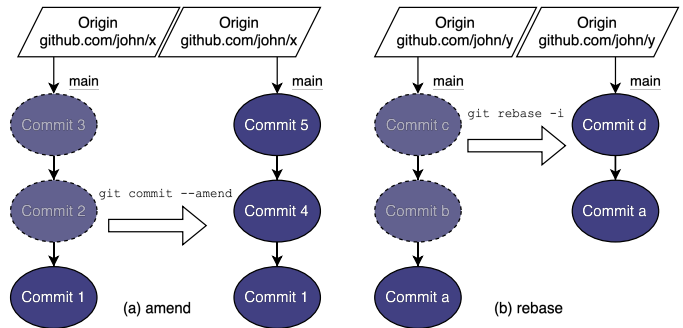 Origin
github.com/john/x
Origin
github.com/john/x
Origin
github.com/john/y
Origin
github.com/john/y
main
main
main
main
Commit 3
Commit 5
Commit c
git rebase -i
Commit d
Commit 2
git commit --amend
Commit 4
Commit b
Commit a
Commit 1
(a) amend
Commit 1
Commit a
(b) rebase